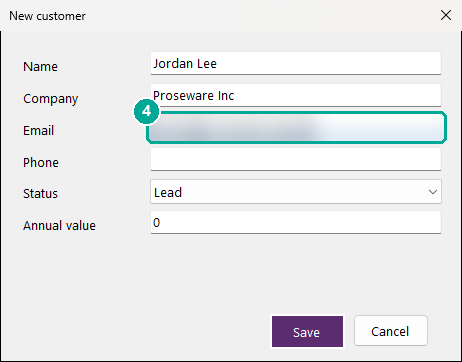 New customer
Name Jordan Lee
Company Proseware Inc
4
Email
Phone
Status Lead
Annual value 0
Save Cancel